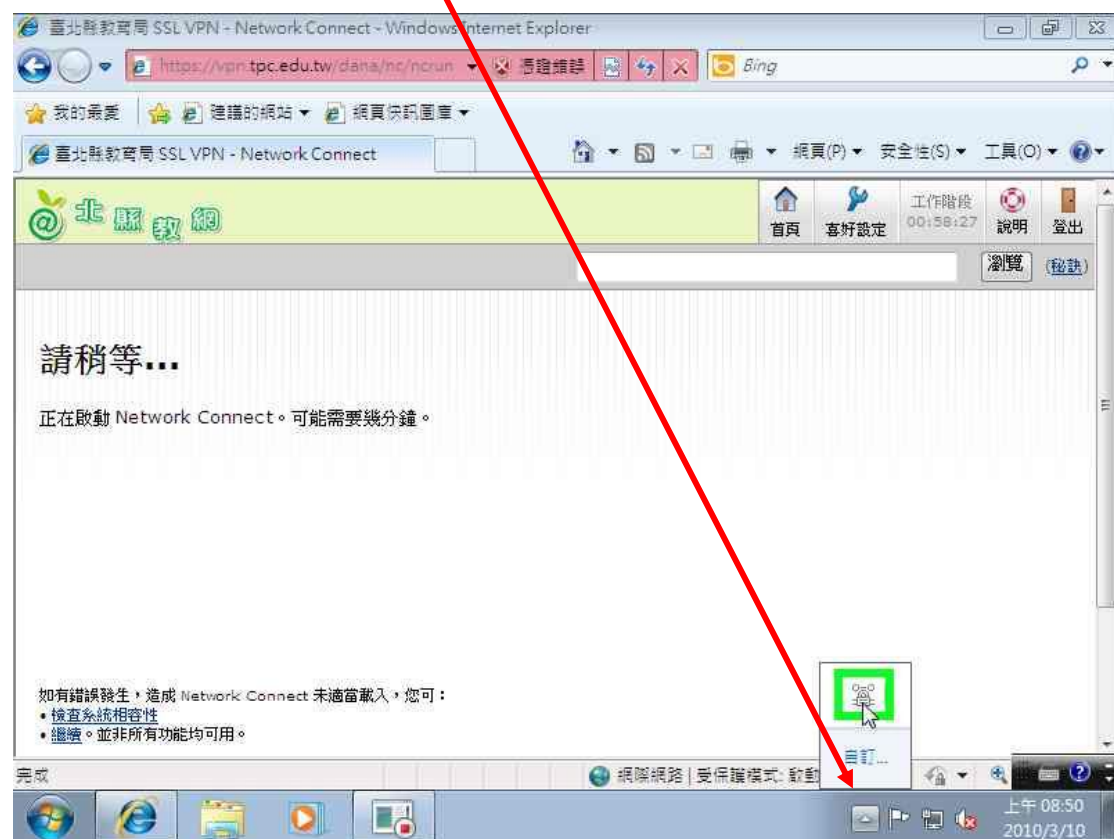 臺北縣教育局 SSL VPN - Network Connect - Windows Internet Explorer
https://vpn.tpc.edu.tw/dana/nc/ncrun 憑證錯誤 Bing
我的最愛 建議的網站 網頁快訊圖庫
臺北縣教育局 SSL VPN - Network Connect 網頁(P) 安全性(S) 工具(O)
北縣教網 首頁 喜好設定 工作階段 00:58:27 說明 登出
瀏覽 (秘訣)
請稍等...
正在啟動 Network Connect。可能需要幾分鐘。
如有錯誤發生，造成 Network Connect 未適當載入，您可：
• 檢查系統相容性
• 繼續。並非所有功能均可用。
自訂...
完成 網際網路 | 受保護模式: 啟動
上午 08:50
2010/3/10